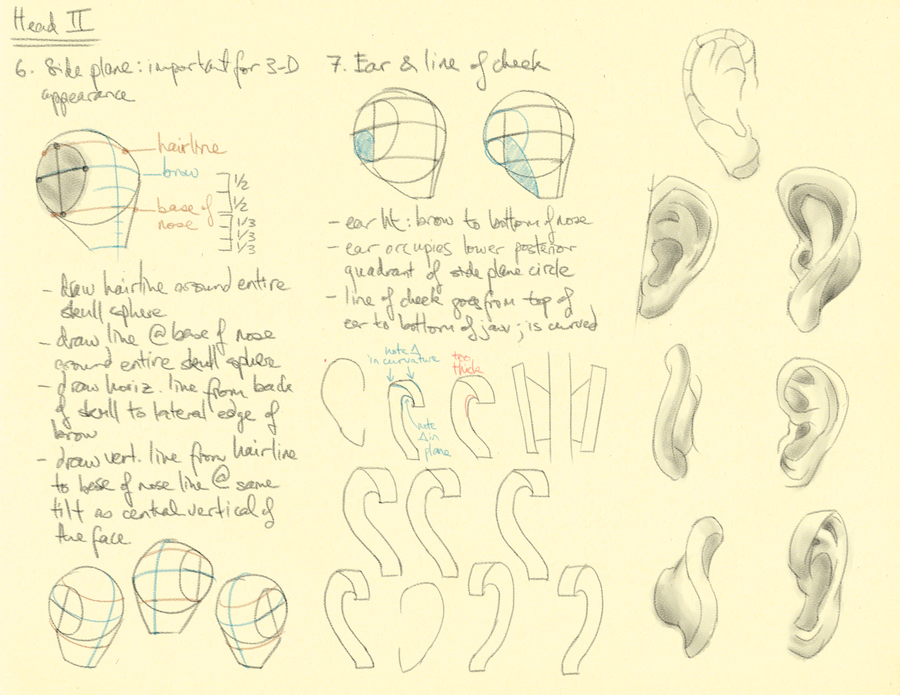 Head II
6. Side plane: important for 3-D
appearance
hairline
brow
base of
nose
1/2
1/2
1/3
1/3
1/3
- draw hairline around entire
skull sphere
- draw line @ base of nose
around entire skull sphere
- draw horiz. line from back
of skull to lateral edge of
brow
- draw vert. line from hairline
to base of nose line @ same
tilt as central vertical of
the face
7. Ear & line of cheek
- ear ht: brow to bottom of nose
- ear occupies lower posterior
quadrant of side plane circle
- line of cheek goes from top of
ear to bottom of jaw; is curved
note Δ
in curvature
too
thick
note
Δ in
plane